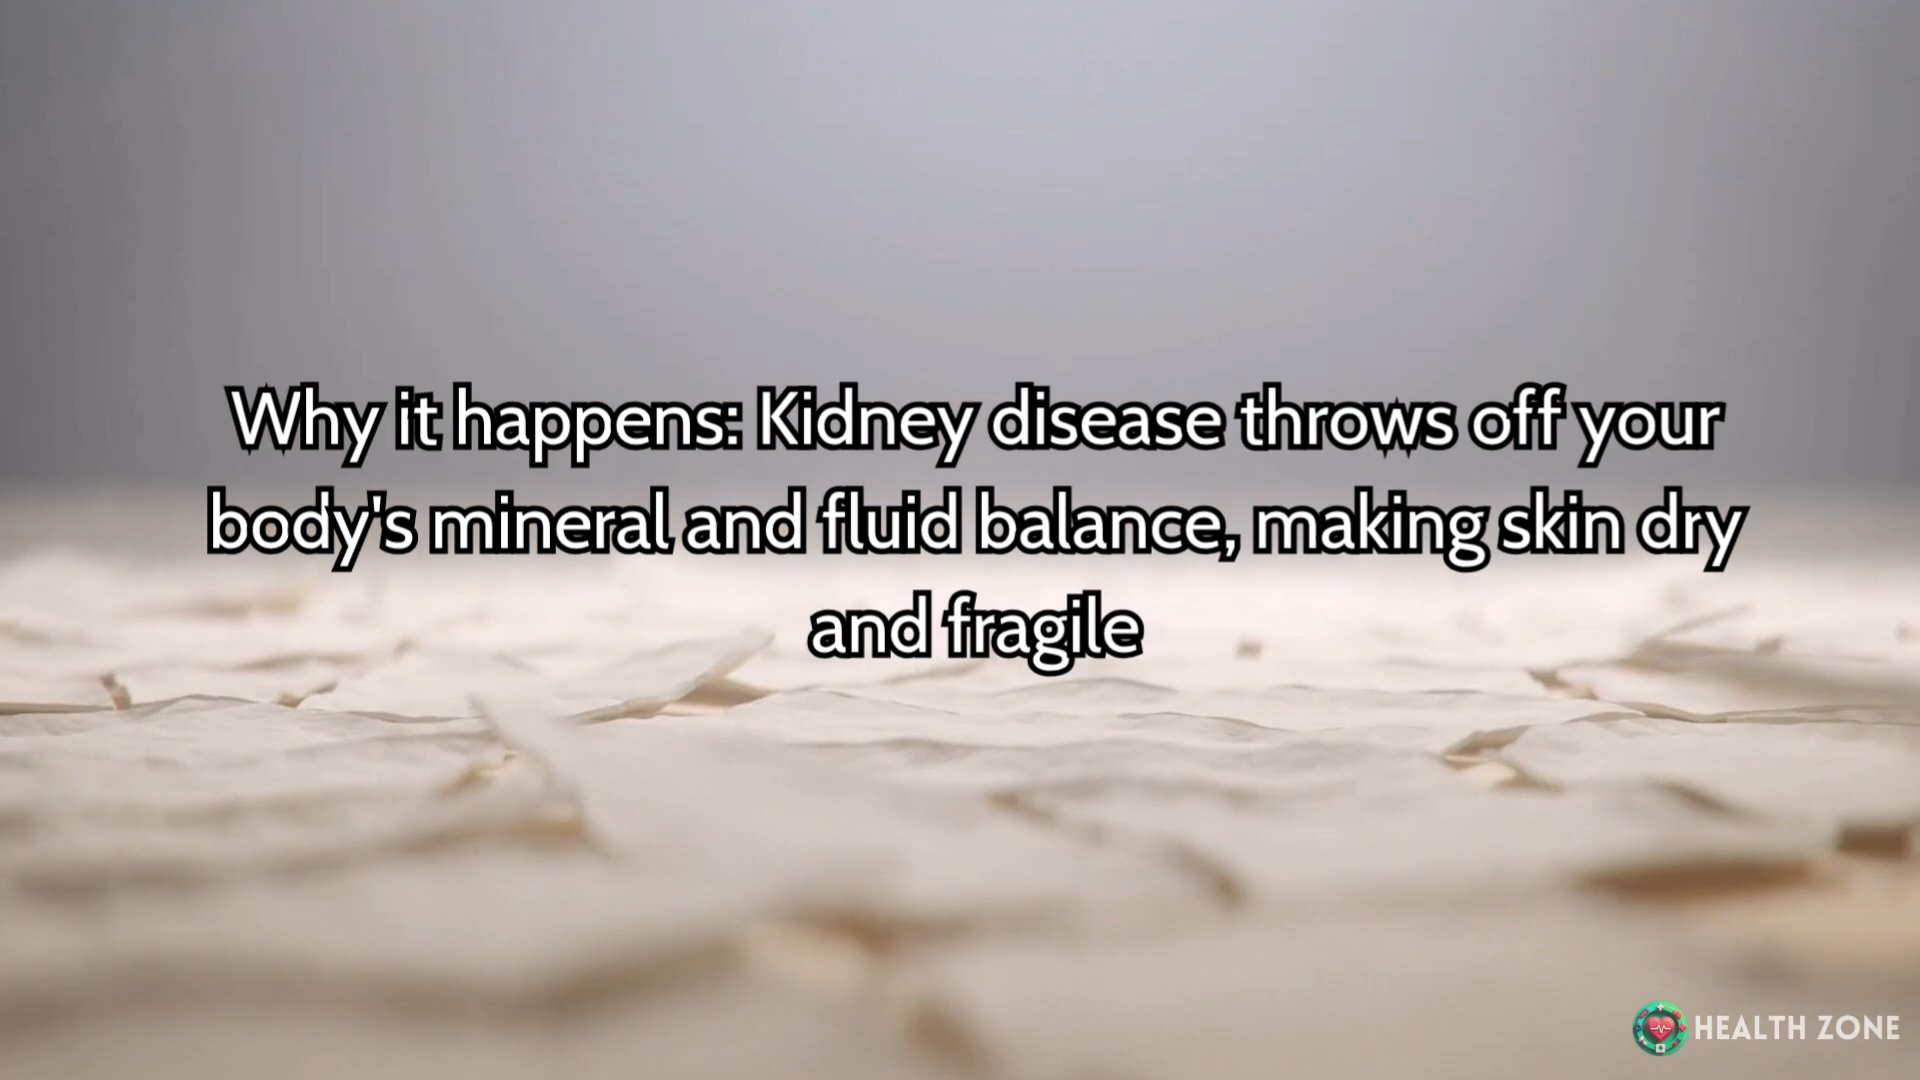 Why it happens: Kidney disease throws off your
body's mineral and fluid balance, making skin dry
and fragile
HEALTH ZONE